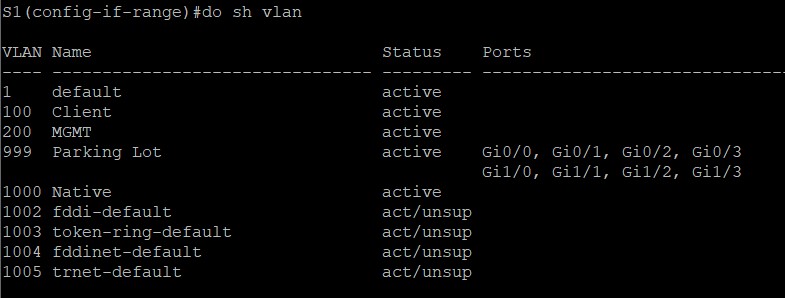 S1(config-if-range)#do sh vlan
VLAN Name                             Status    Ports
---- -------------------------------- --------- -------------------------------
1    default                          active
100  Client                           active
200  MGMT                             active
999  Parking Lot                      active    Gi0/0, Gi0/1, Gi0/2, Gi0/3
                                                Gi1/0, Gi1/1, Gi1/2, Gi1/3
1000 Native                           active
1002 fddi-default                     act/unsup
1003 token-ring-default               act/unsup
1004 fddinet-default                  act/unsup
1005 trnet-default                    act/unsup